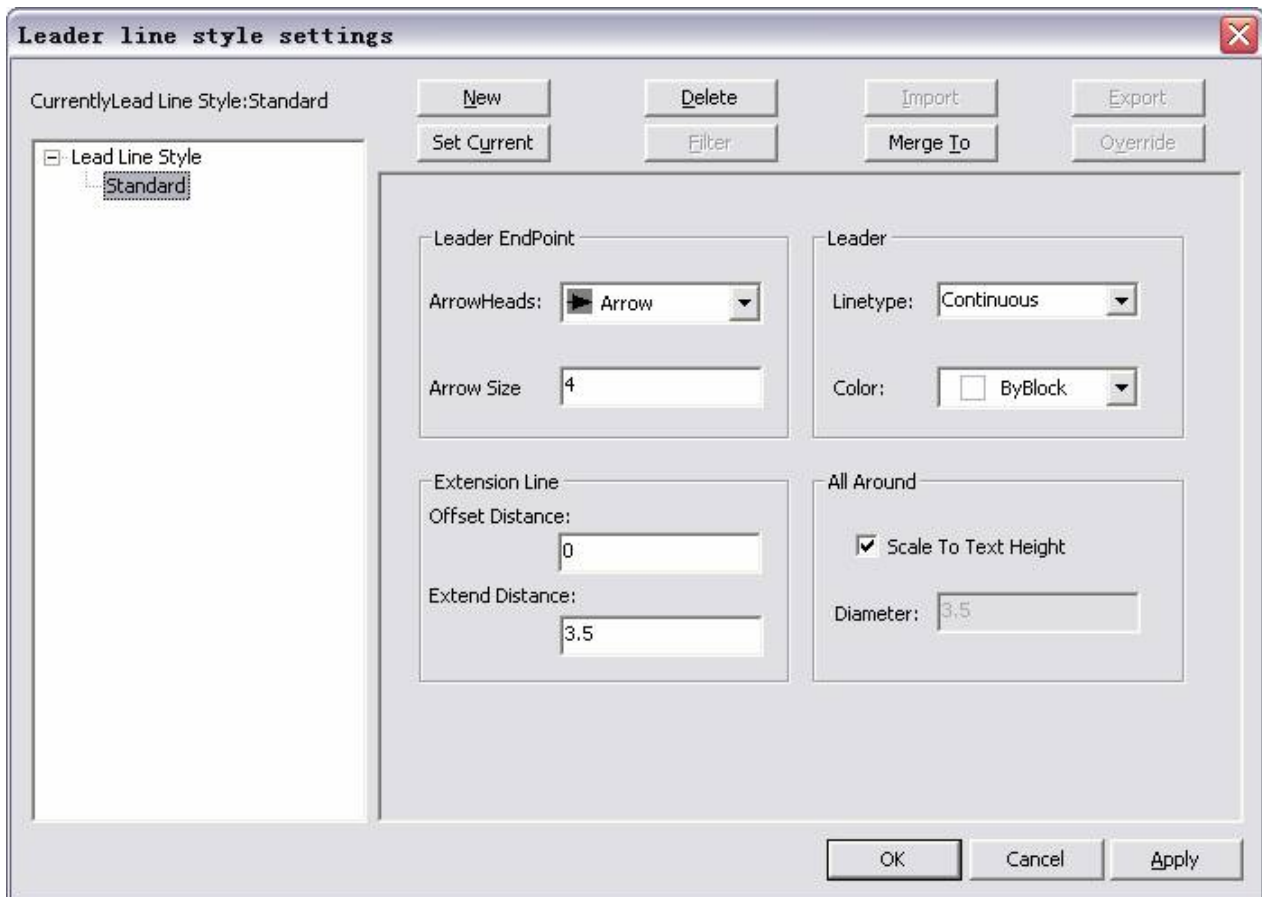 Leader line style settings
CurrentlyLead Line Style:Standard
New
Delete
Import
Export
Set Current
Filter
Merge To
Override
Lead Line Style
Standard
Leader EndPoint
ArrowHeads:
Arrow
Arrow Size
4
Leader
Linetype:
Continuous
Color:
ByBlock
Extension Line
Offset Distance:
0
Extend Distance:
3.5
All Around
Scale To Text Height
Diameter:
3.5
OK
Cancel
Apply